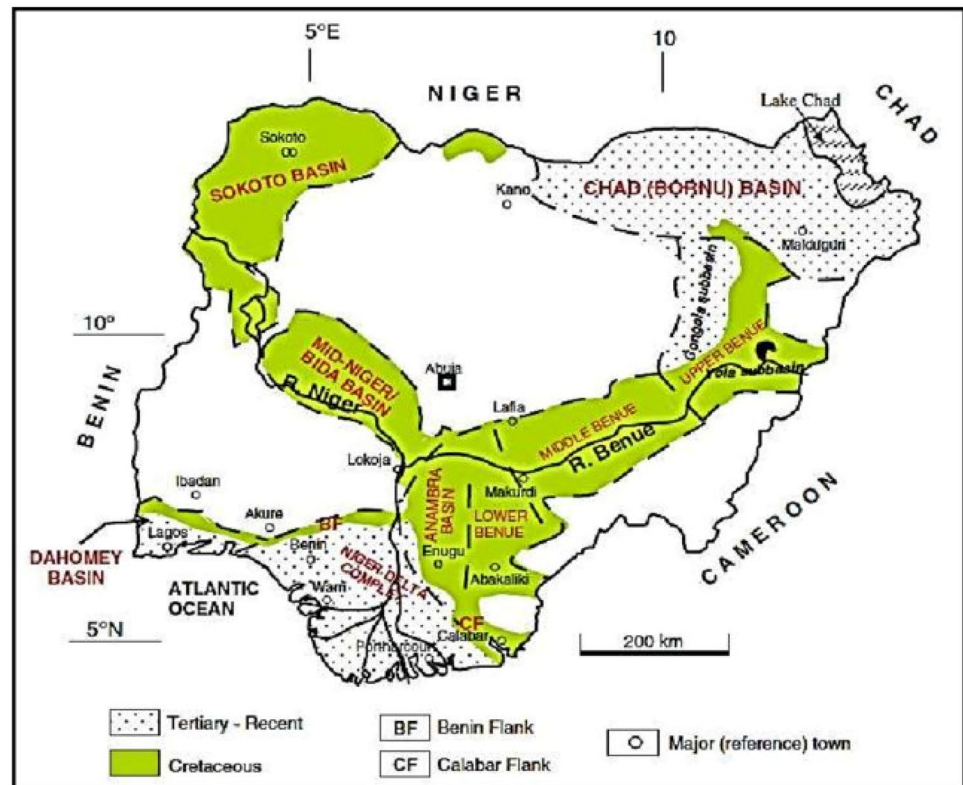 5°E
10
NIGER
CHAD
Lake Chad
Sokoto
SOKOTO BASIN
Kano
CHAD (BORNU) BASIN
Maiduguri
Gongola subbasin
10°
MID-NIGER/
BIDA BASIN
R. Niger
Abuja
UPPER BENUE
Yola subbasin
Lafia
MIDDLE BENUE
R. Benue
BENIN
Lokoja
Makurdi
ANAMBRA
BASIN
LOWER
BENUE
CAMEROON
Ibadan
Akure
BF
Lagos
Benin
Enugu
Abakaliki
DAHOMEY
BASIN
ATLANTIC
OCEAN
NIGER DELTA
COMPLEX
Warri
CF
Calabar
5°N
Portharcourt
200 km
Tertiary - Recent
BF
Benin Flank
Cretaceous
CF
Calabar Flank
Major (reference) town